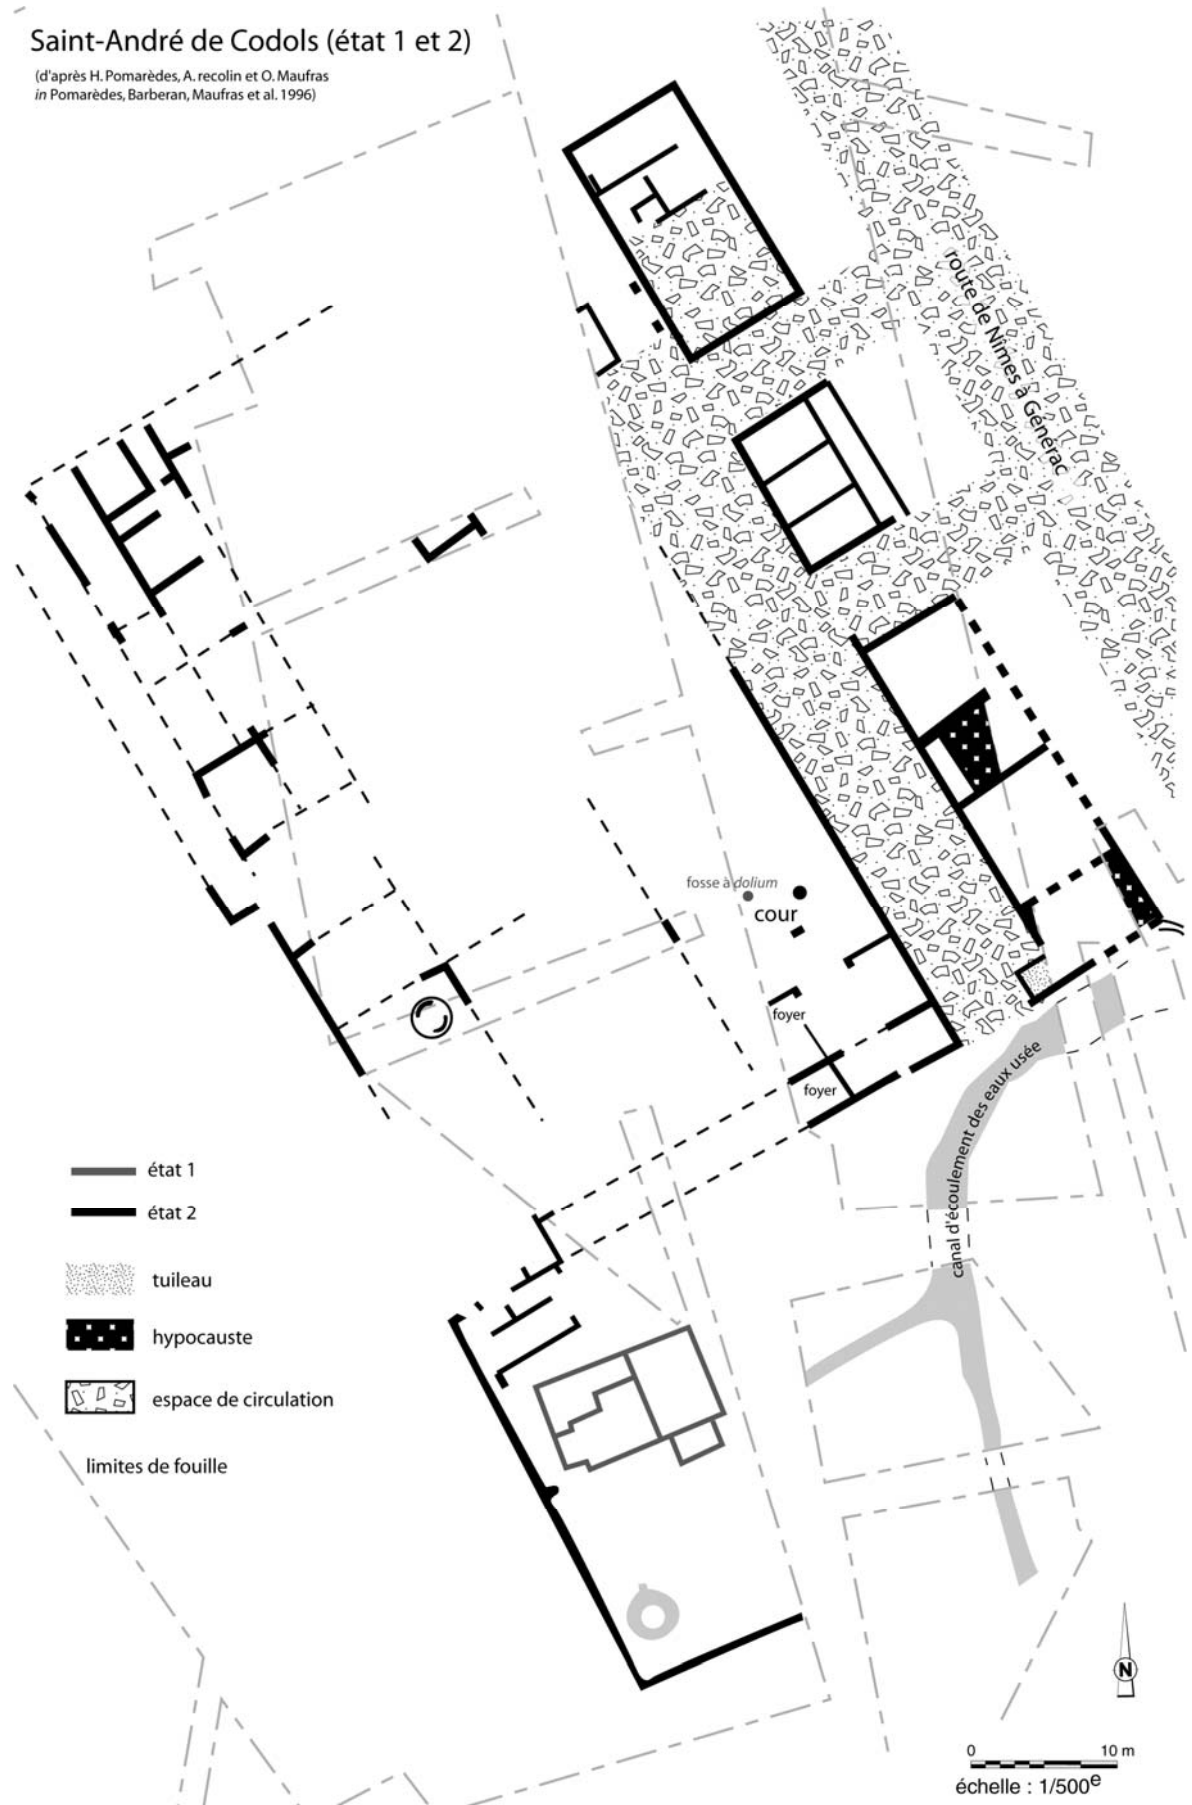 Saint-André de Codols (état 1 et 2)
(d'après H. Pomarèdes, A. recolin et O. Maufras
in Pomarèdes, Barberan, Maufras et al. 1996)
route de Nîmes à Générac
fosse à dolium
cour
foyer
foyer
canal d'écoulement des eaux usée
état 1
état 2
tuileau
hypocauste
espace de circulation
limites de fouille
N
0 10 m
échelle : 1/500e